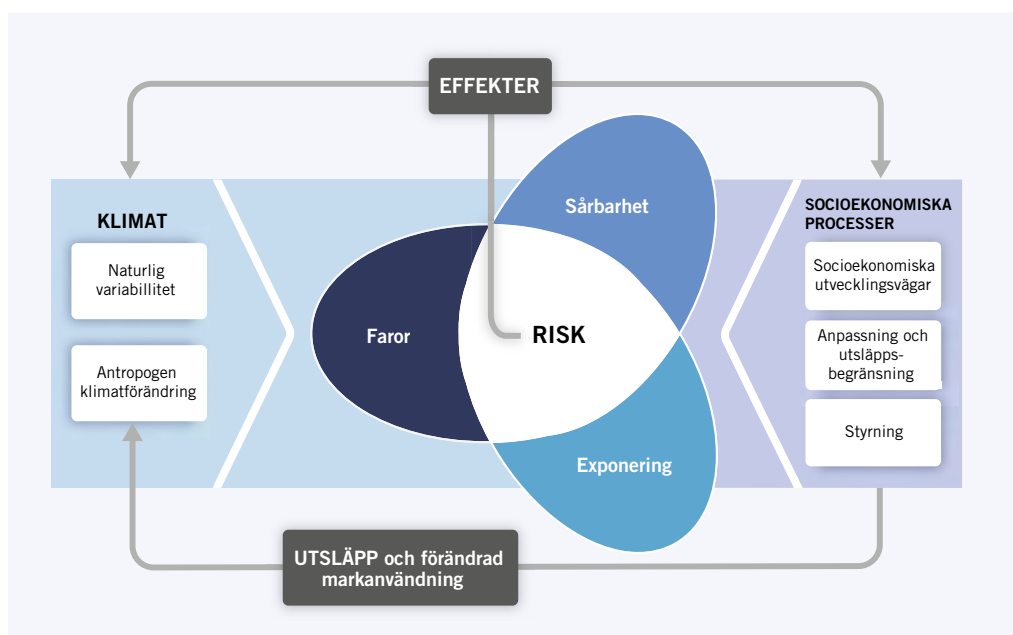 EFFEKTER
KLIMAT
Naturlig
variabillitet
Antropogen
klimatförändring
Faror
Sårbarhet
RISK
Exponering
SOCIOEKONOMISKA
PROCESSER
Socioekonomiska
utvecklingsvägar
Anpassning och
utsläpps-
begränsning
Styrning
UTSLÄPP och förändrad
markanvändning